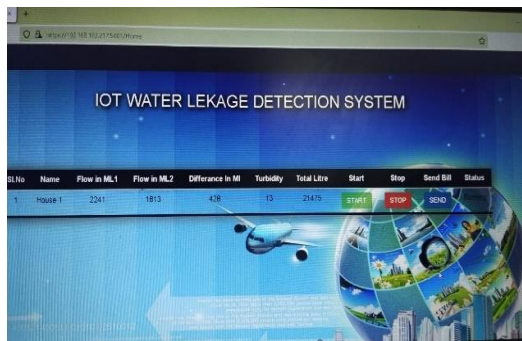 IOT WATER LEKAGE DETECTION SYSTEM
Sl.No Name Flow in ML1 Flow in ML2 Differance In Ml Turbidity Total Litre Start Stop Send Bill Status
1 House 1 2241 1813 428 13 21475 START STOP SEND